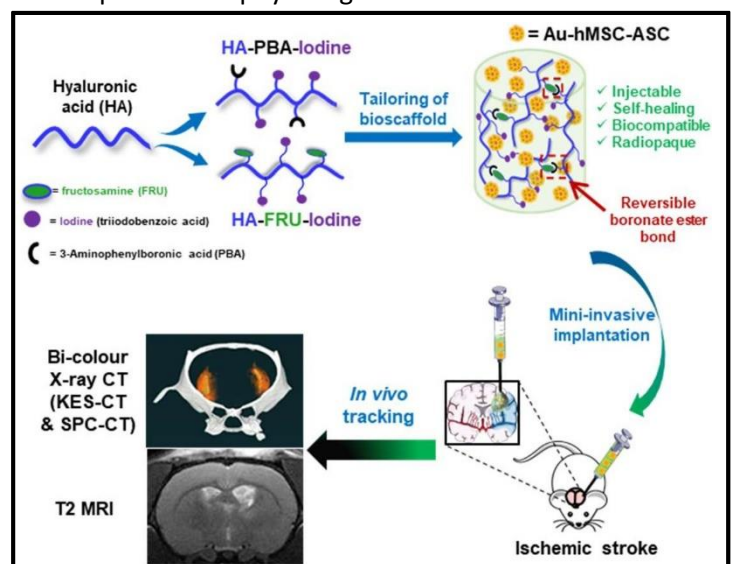 HA-PBA-Iodine
= Au-hMSC-ASC
Hyaluronic
acid (HA)
Tailoring of
bioscaffold
✓ Injectable
✓ Self-healing
✓ Biocompatible
✓ Radiopaque
= fructosamine (FRU)
= Iodine (triiodobenzoic acid)
HA-FRU-Iodine
= 3-Aminophenylboronic acid (PBA)
Reversible
boronate ester
bond
Mini-invasive
implantation
Bi-colour
X-ray CT
(KES-CT
& SPC-CT)
In vivo
tracking
T2 MRI
Ischemic stroke